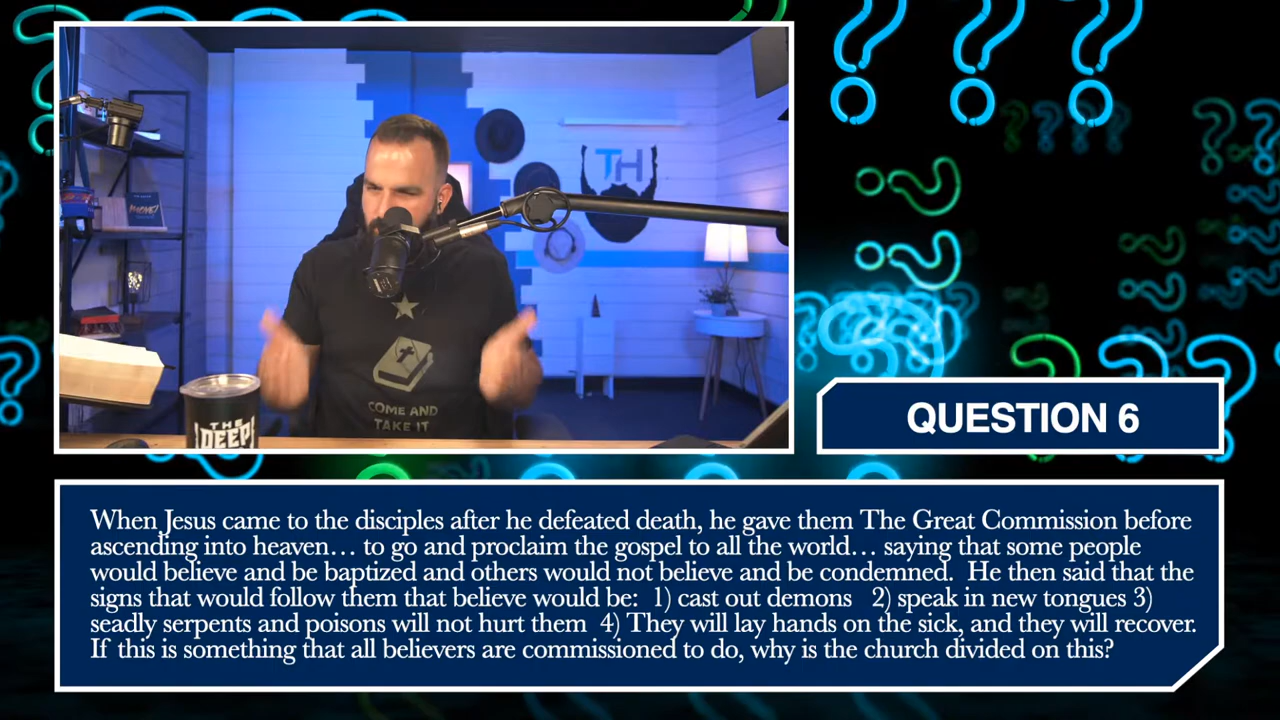 TH
MONEY
COME AND
TAKE IT
THE
DEEP
QUESTION 6
When Jesus came to the disciples after he defeated death, he gave them The Great Commission before
ascending into heaven… to go and proclaim the gospel to all the world… saying that some people
would believe and be baptized and others would not believe and be condemned.  He then said that the
signs that would follow them that believe would be:  1) cast out demons   2) speak in new tongues 3)
seadly serpents and poisons will not hurt them  4) They will lay hands on the sick, and they will recover.
If this is something that all believers are commissioned to do, why is the church divided on this?